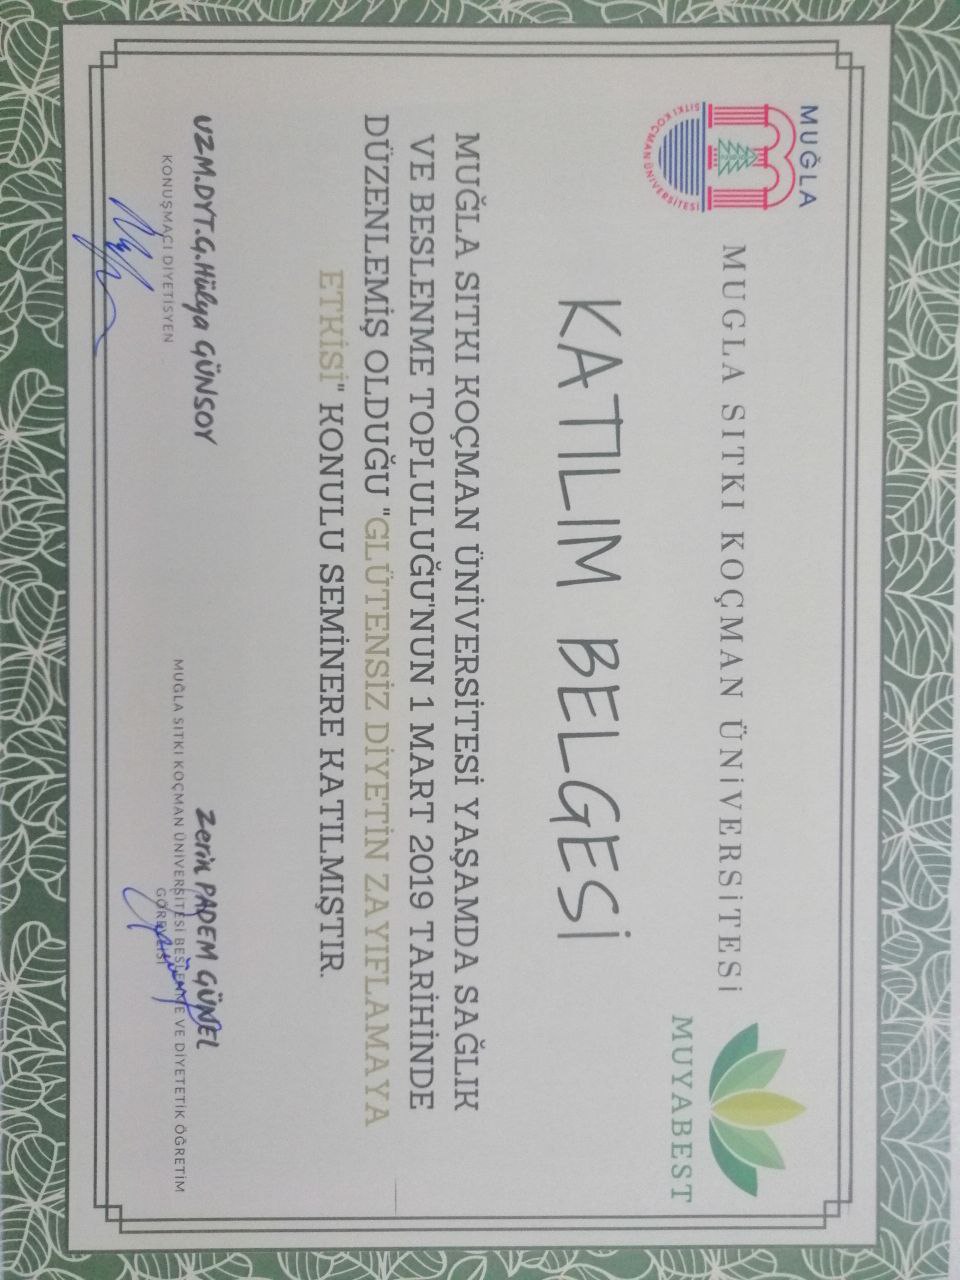 MUĞLA
SITKI KOÇMAN ÜNİVERSİTESİ
MUGLA SITKI KOÇMAN ÜNİVERSİTESİ
MUYABEST
KATILIM BELGESİ
MUĞLA SITKI KOÇMAN ÜNİVERSİTESİ YAŞAMDA SAĞLIK
VE BESLENME TOPLULUĞU'NUN 1 MART 2019 TARİHİNDE
DÜZENLEMİŞ OLDUĞU "GLÜTENSİZ DİYETİN ZAYIFLAMAYA
ETKİSİ" KONULU SEMİNERE KATILMIŞTIR.
UZM.DYT.G.Hülya GÜNSOY
KONUŞMACI DİYETİSYEN
Zerin PADEM GÜNEL
MUĞLA SITKI KOÇMAN ÜNİVERSİTESİ BESLENME VE DİYETETİK ÖĞRETİM
GÖREVLİSİ